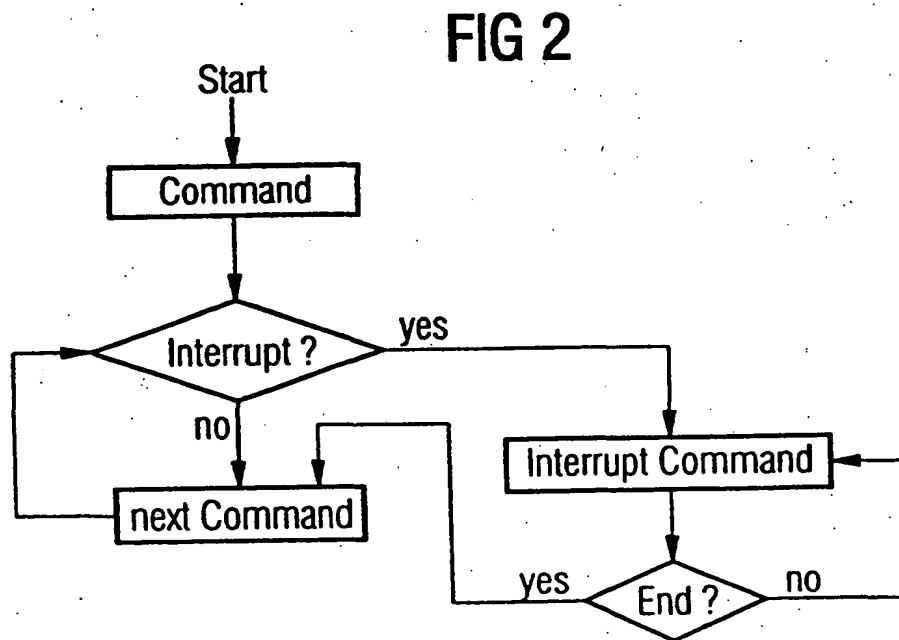 FIG 2
Start
Command
Interrupt ?
yes
no
next Command
Interrupt Command
End ?
yes
no